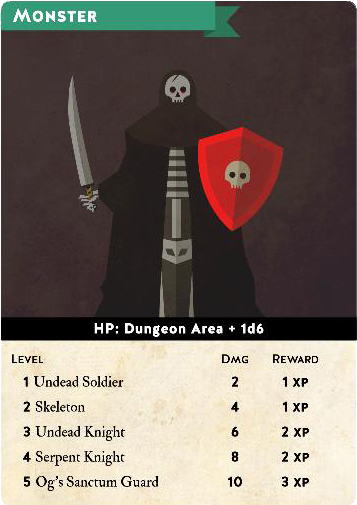 Monster
HP: Dungeon Area + 1d6
Level Dmg Reward
1 Undead Soldier 2 1 XP
2 Skeleton 4 1 XP
3 Undead Knight 6 2 XP
4 Serpent Knight 8 2 XP
5 Og's Sanctum Guard 10 3 XP